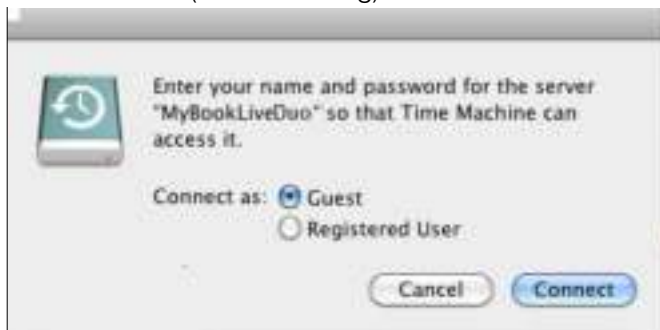 Enter your name and password for the server
"MyBookLiveDuo" so that Time Machine can
access it.
Connect as: Guest
Registered User
Cancel Connect